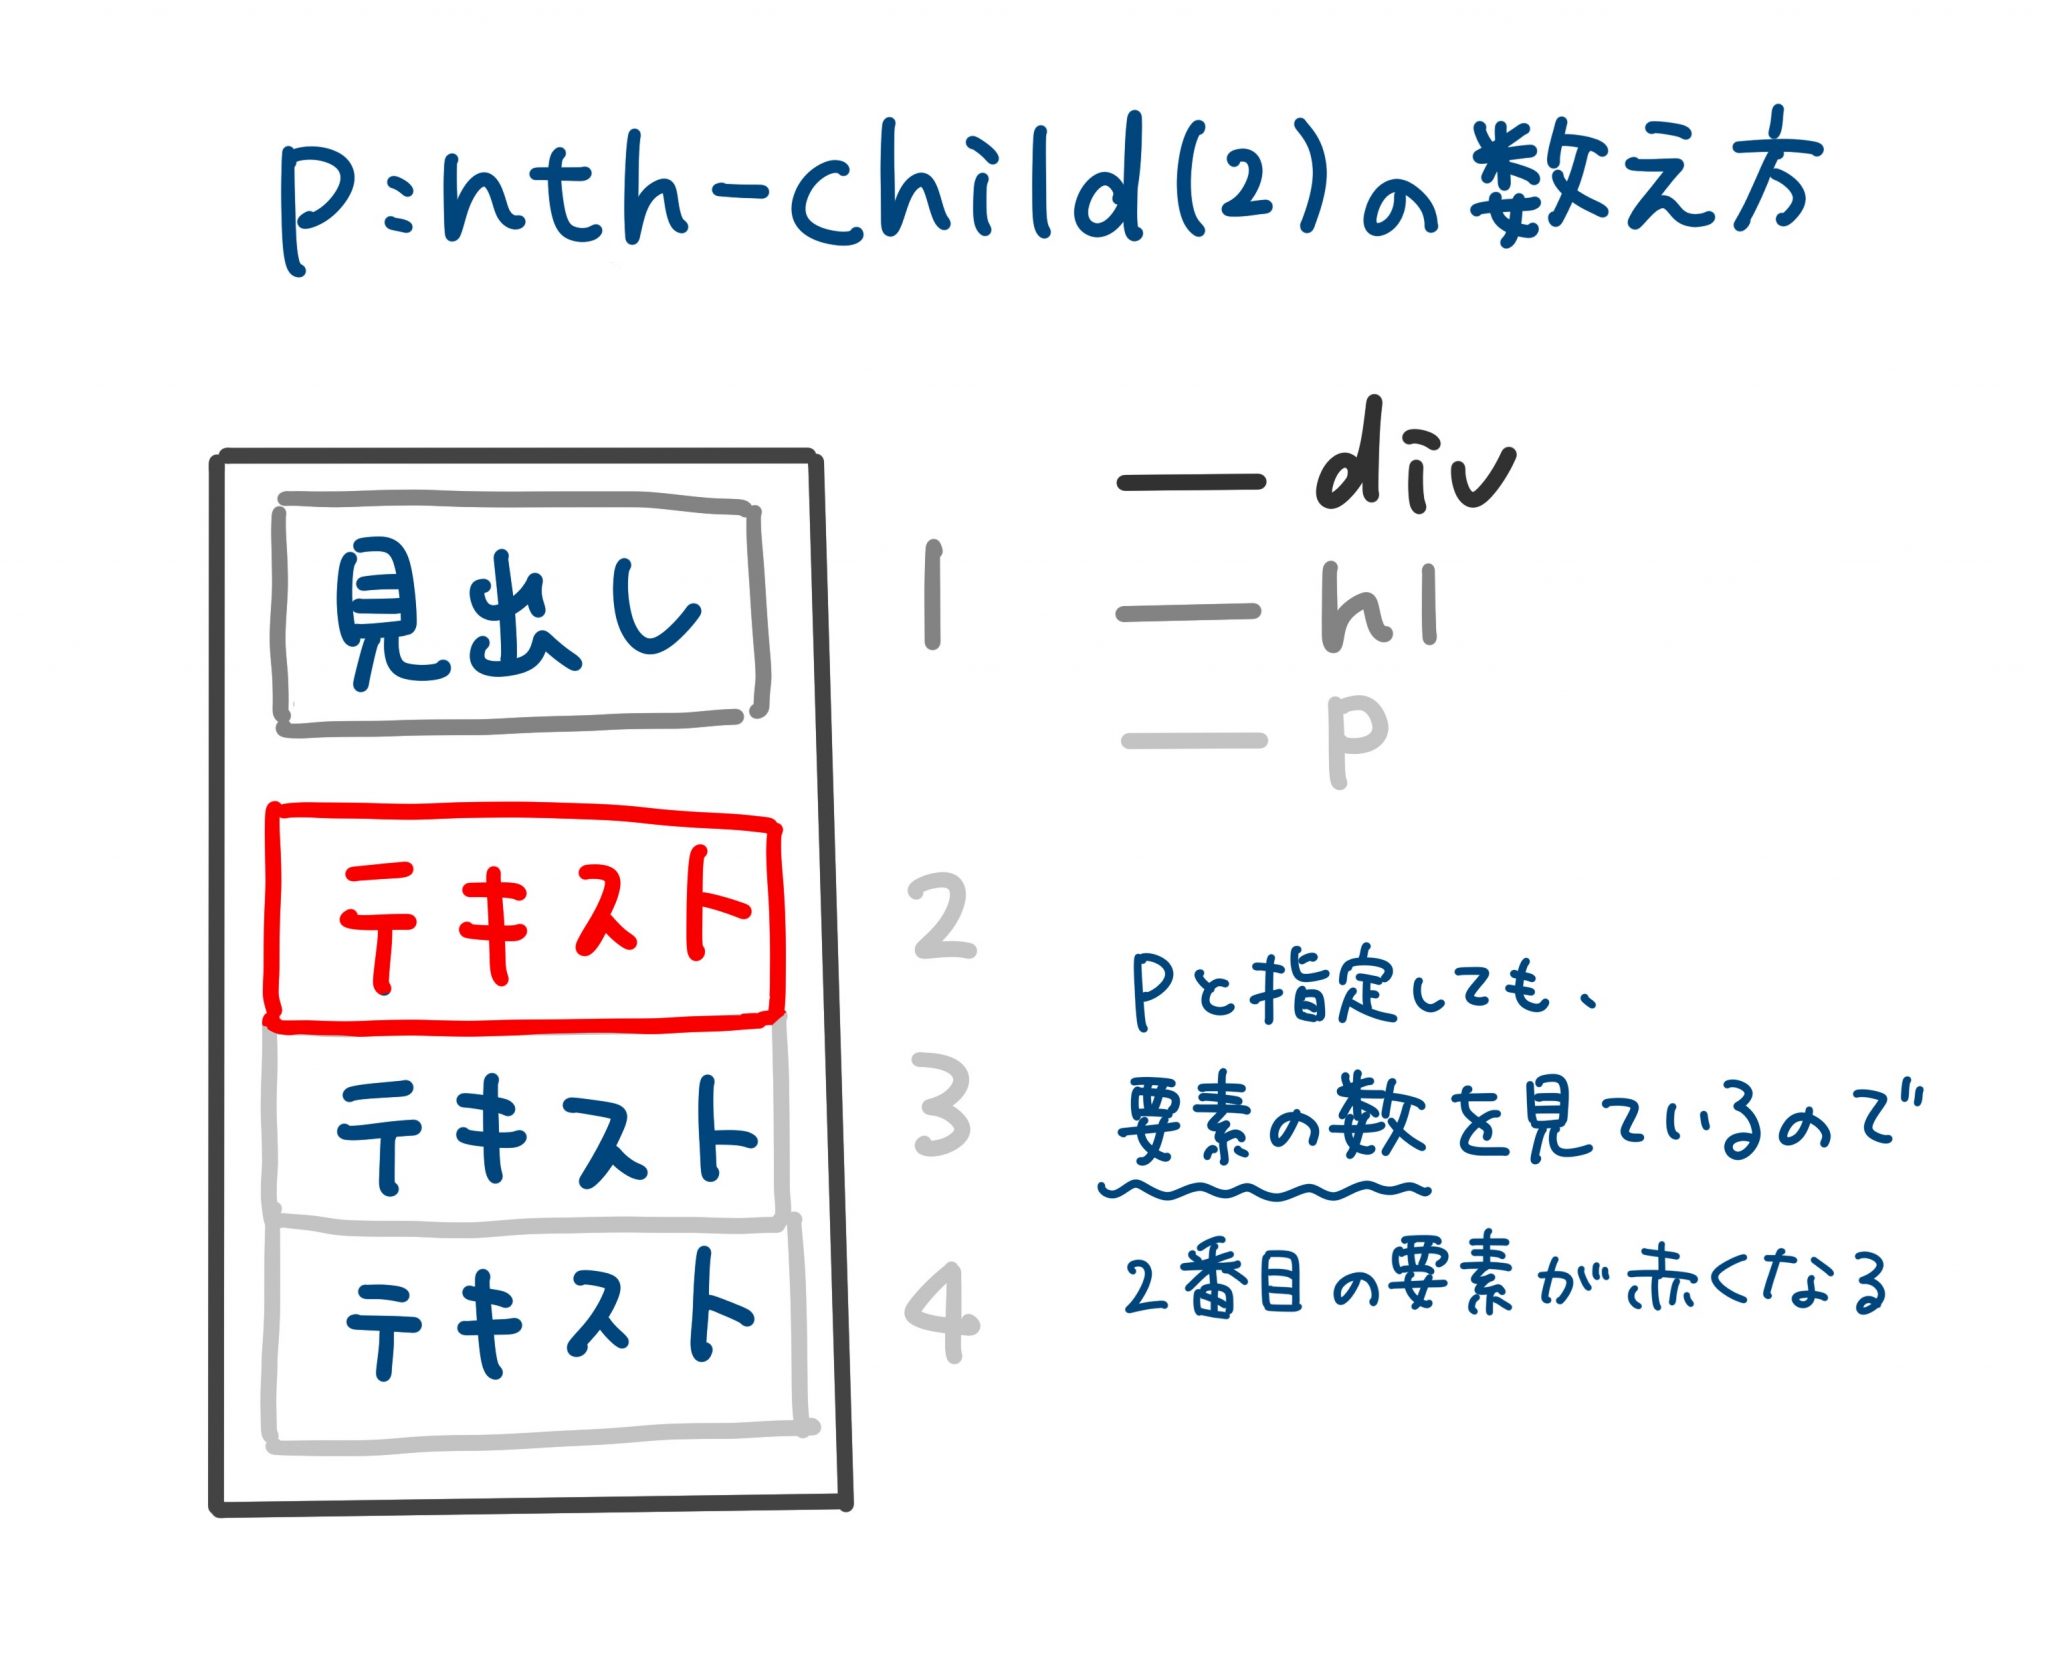 p:nth-child(2)の数え方
div
見出し 1
h1
p
テキスト 2
テキスト 3
テキスト 4
pと指定しても、
要素の数を見ているので
2番目の要素が赤くなる